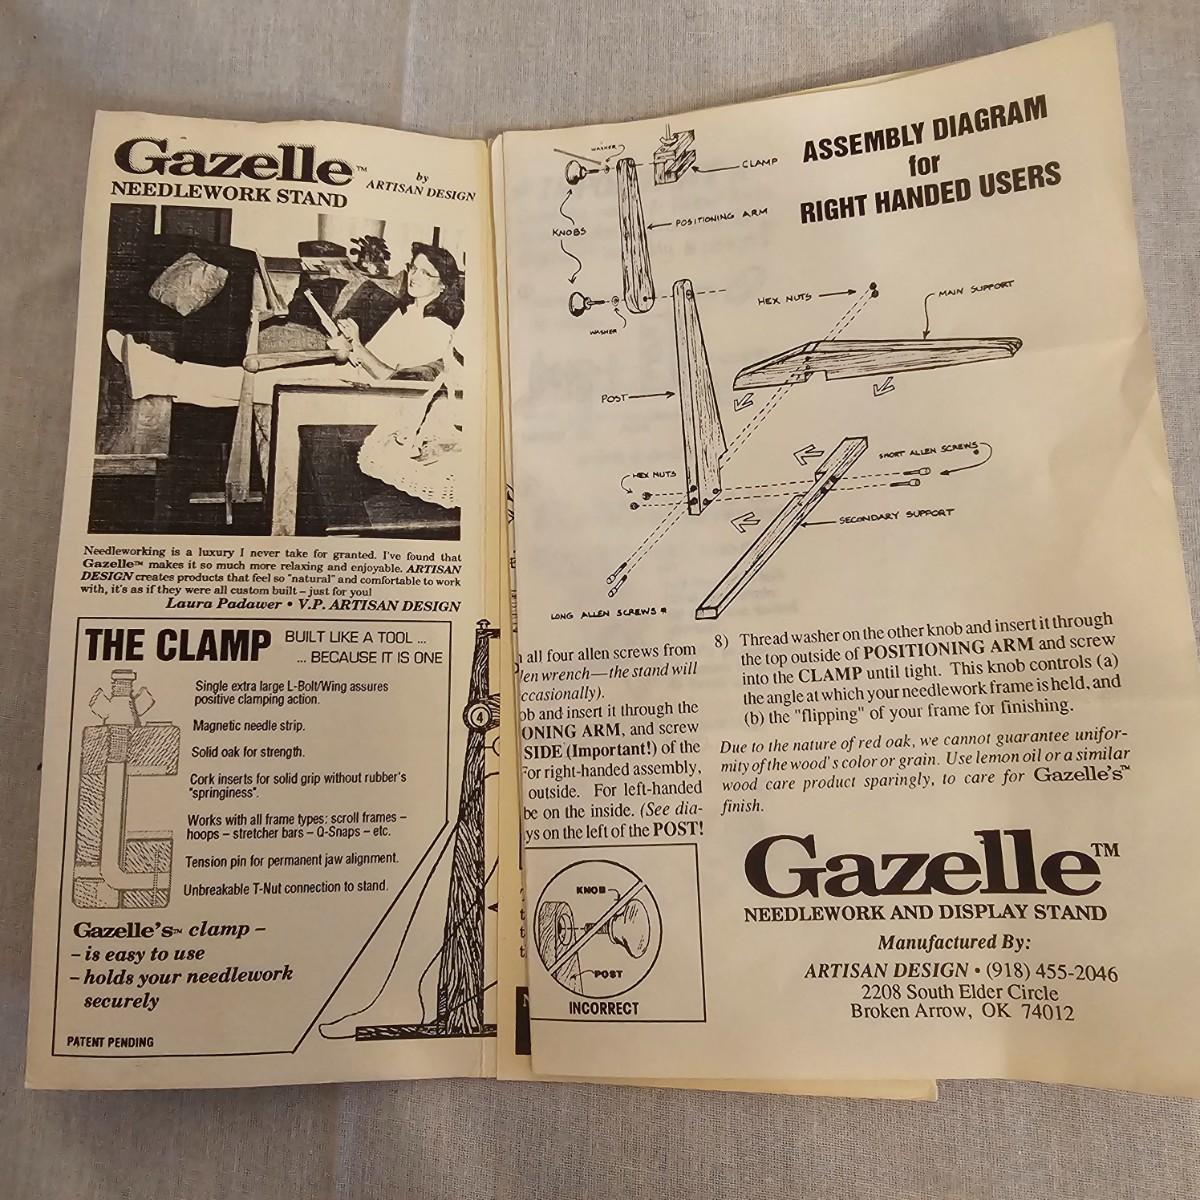 Gazelle™
by
ARTISAN DESIGN
NEEDLEWORK STAND
Needleworking is a luxury I never take for granted. I've found that
Gazelle™ makes it so much more relaxing and enjoyable. ARTISAN
DESIGN creates products that feel so "natural" and comfortable to work
with, it's as if they were all custom built – just for you!
Laura Padawer • V.P. ARTISAN DESIGN
THE CLAMP
BUILT LIKE A TOOL ...
... BECAUSE IT IS ONE
Single extra large L-Bolt/Wing assures
positive clamping action.
Magnetic needle strip.
Solid oak for strength.
Cork inserts for solid grip without rubber's
"springiness".
Works with all frame types: scroll frames –
hoops – stretcher bars – Q-Snaps – etc.
Tension pin for permanent jaw alignment.
Unbreakable T-Nut connection to stand.
Gazelle's™ clamp –
– is easy to use
– holds your needlework
securely
PATENT PENDING
4
ASSEMBLY DIAGRAM
for
RIGHT HANDED USERS
WASHER
CLAMP
POSITIONING ARM
KNOBS
WASHER
HEX NUTS
MAIN SUPPORT
POST
HEX NUTS
SHORT ALLEN SCREWS
SECONDARY SUPPORT
LONG ALLEN SCREWS
all four allen screws from
len wrench—the stand will
ccasionally).
ob and insert it through the
ONING ARM, and screw
SIDE (Important!) of the
For right-handed assembly,
outside. For left-handed
be on the inside. (See dia-
ys on the left of the POST!
KNOB
POST
INCORRECT
8) Thread washer on the other knob and insert it through
the top outside of POSITIONING ARM and screw
into the CLAMP until tight. This knob controls (a)
the angle at which your needlework frame is held, and
(b) the "flipping" of your frame for finishing.
Due to the nature of red oak, we cannot guarantee unifor-
mity of the wood's color or grain. Use lemon oil or a similar
wood care product sparingly, to care for Gazelle's™
finish.
Gazelle™
NEEDLEWORK AND DISPLAY STAND
Manufactured By:
ARTISAN DESIGN • (918) 455-2046
2208 South Elder Circle
Broken Arrow, OK 74012